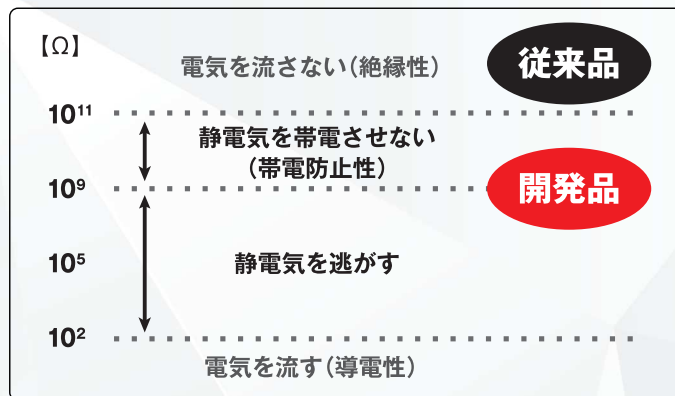 【Ω】
電気を流さない（絶縁性）
従来品
10¹¹
静電気を帯電させない
（帯電防止性）
10⁹
開発品
10⁵
静電気を逃がす
10²
電気を流す（導電性）